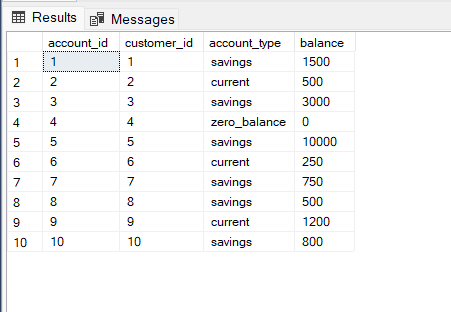 Results Messages
account_id customer_id account_type balance
1 1 1 savings 1500
2 2 2 current 500
3 3 3 savings 3000
4 4 4 zero_balance 0
5 5 5 savings 10000
6 6 6 current 250
7 7 7 savings 750
8 8 8 savings 500
9 9 9 current 1200
10 10 10 savings 800